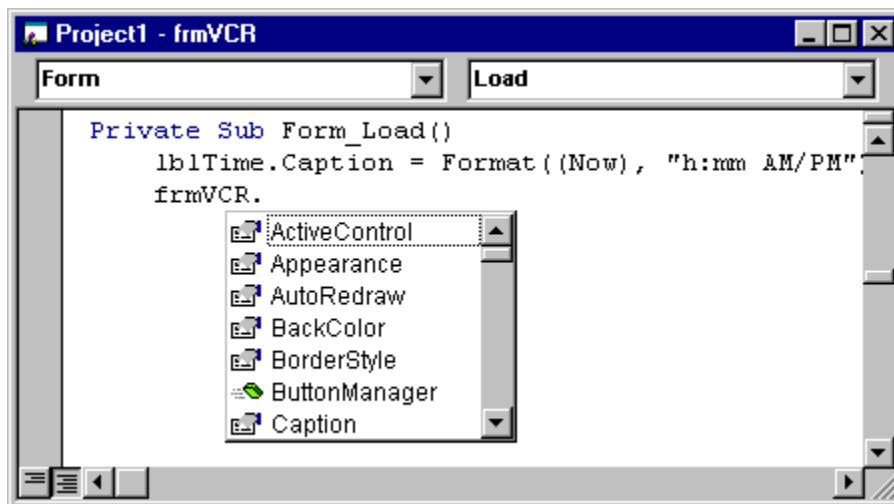 Project1 - frmVCR
Form
Load
Private Sub Form_Load()
lblTime.Caption = Format((Now), "h:mm AM/PM")
frmVCR.
ActiveControl
Appearance
AutoRedraw
BackColor
BorderStyle
ButtonManager
Caption